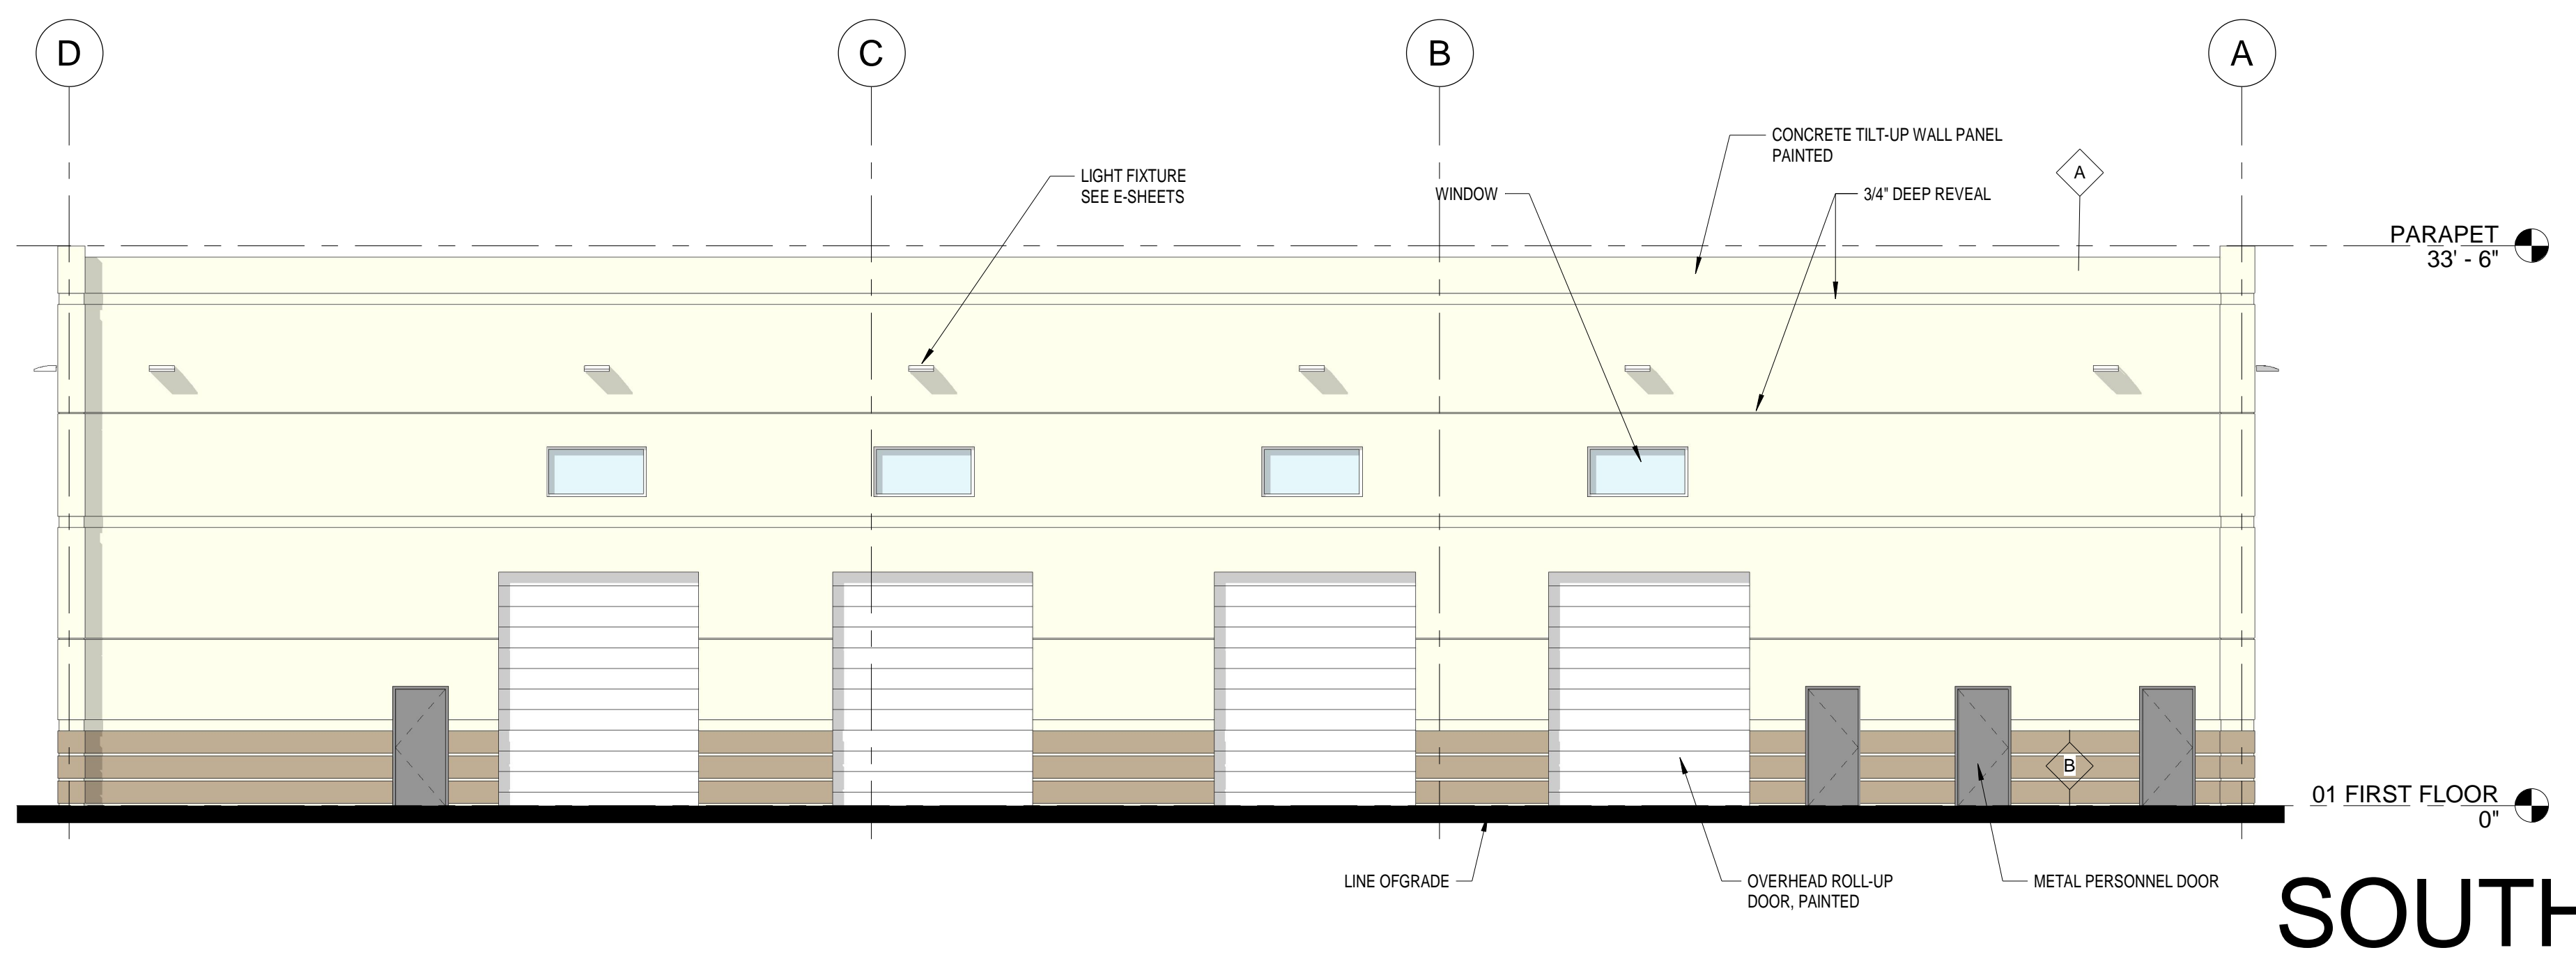 D
C
B
A
CONCRETE TILT-UP WALL PANEL
PAINTED
LIGHT FIXTURE
SEE E-SHEETS
WINDOW
3/4" DEEP REVEAL
A
PARAPET
33' - 6"
B
01 FIRST FLOOR
0"
LINE OFGRADE
OVERHEAD ROLL-UP
DOOR, PAINTED
METAL PERSONNEL DOOR
SOUTH